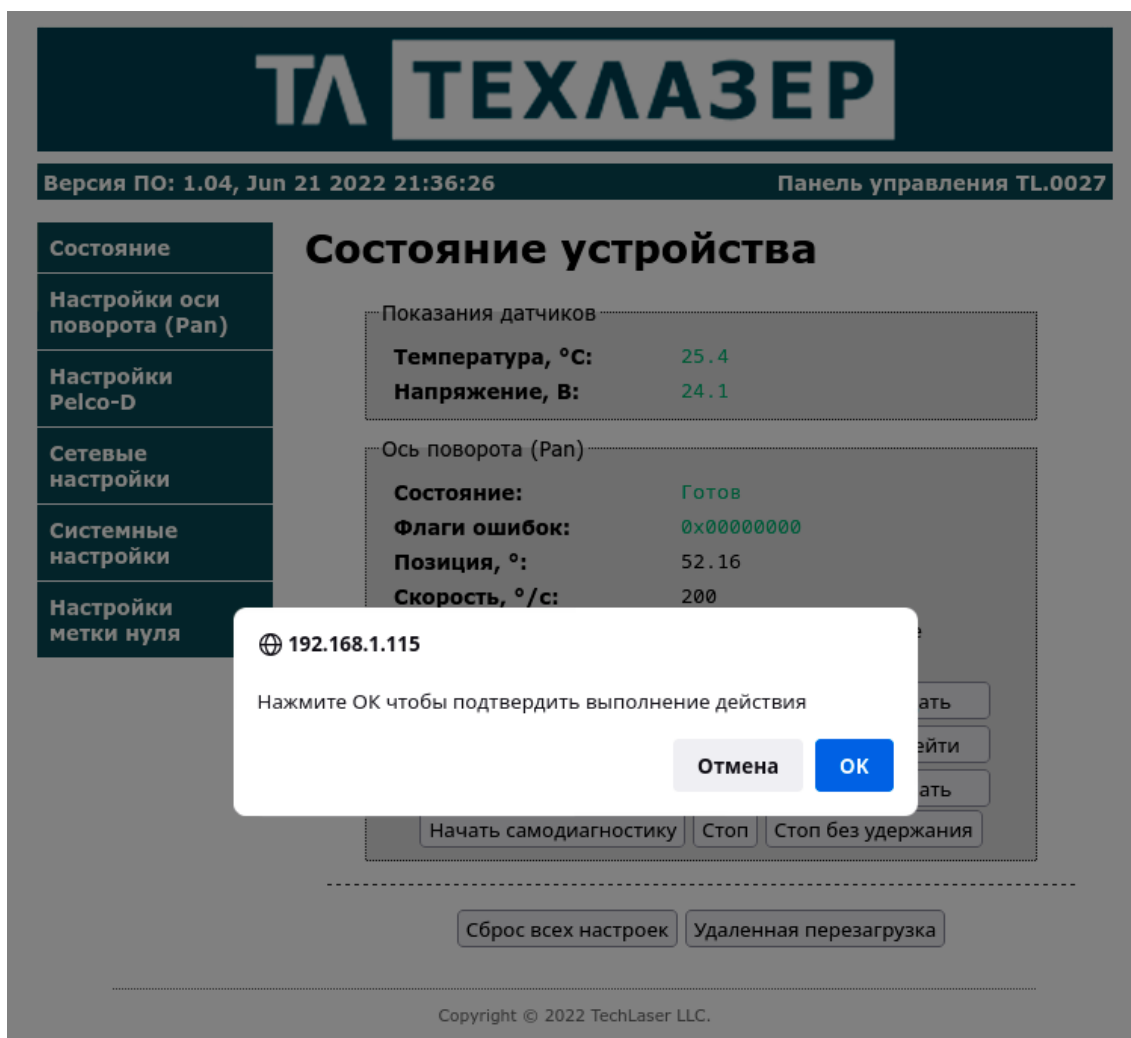 ТЛ ТЕХЛАЗЕР
Версия ПО: 1.04, Jun 21 2022 21:36:26 Панель управления TL.0027
Состояние
Настройки оси
поворота (Pan)
Настройки
Pelco-D
Сетевые
настройки
Системные
настройки
Настройки
метки нуля
Состояние устройства
Показания датчиков
Температура, °C: 25.4
Напряжение, В: 24.1
Ось поворота (Pan)
Состояние: Готов
Флаги ошибок: 0x00000000
Позиция, °: 52.16
Скорость, °/с: 200
192.168.1.115
Нажмите ОК чтобы подтвердить выполнение действия
Отмена ОК
Начать самодиагностику Стоп Стоп без удержания
Сброс всех настроек Удаленная перезагрузка
Copyright © 2022 TechLaser LLC.